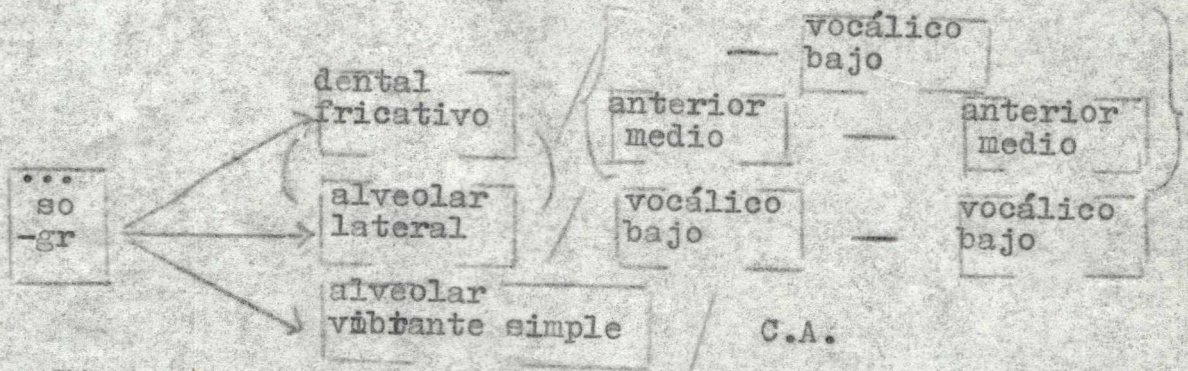 — vocálico
bajo
dental
fricativo
anterior
medio
—
anterior
medio
...
so
-gr
alveolar
lateral
vocálico
bajo
—
vocálico
bajo
alveolar
vibrante simple
/ C.A.